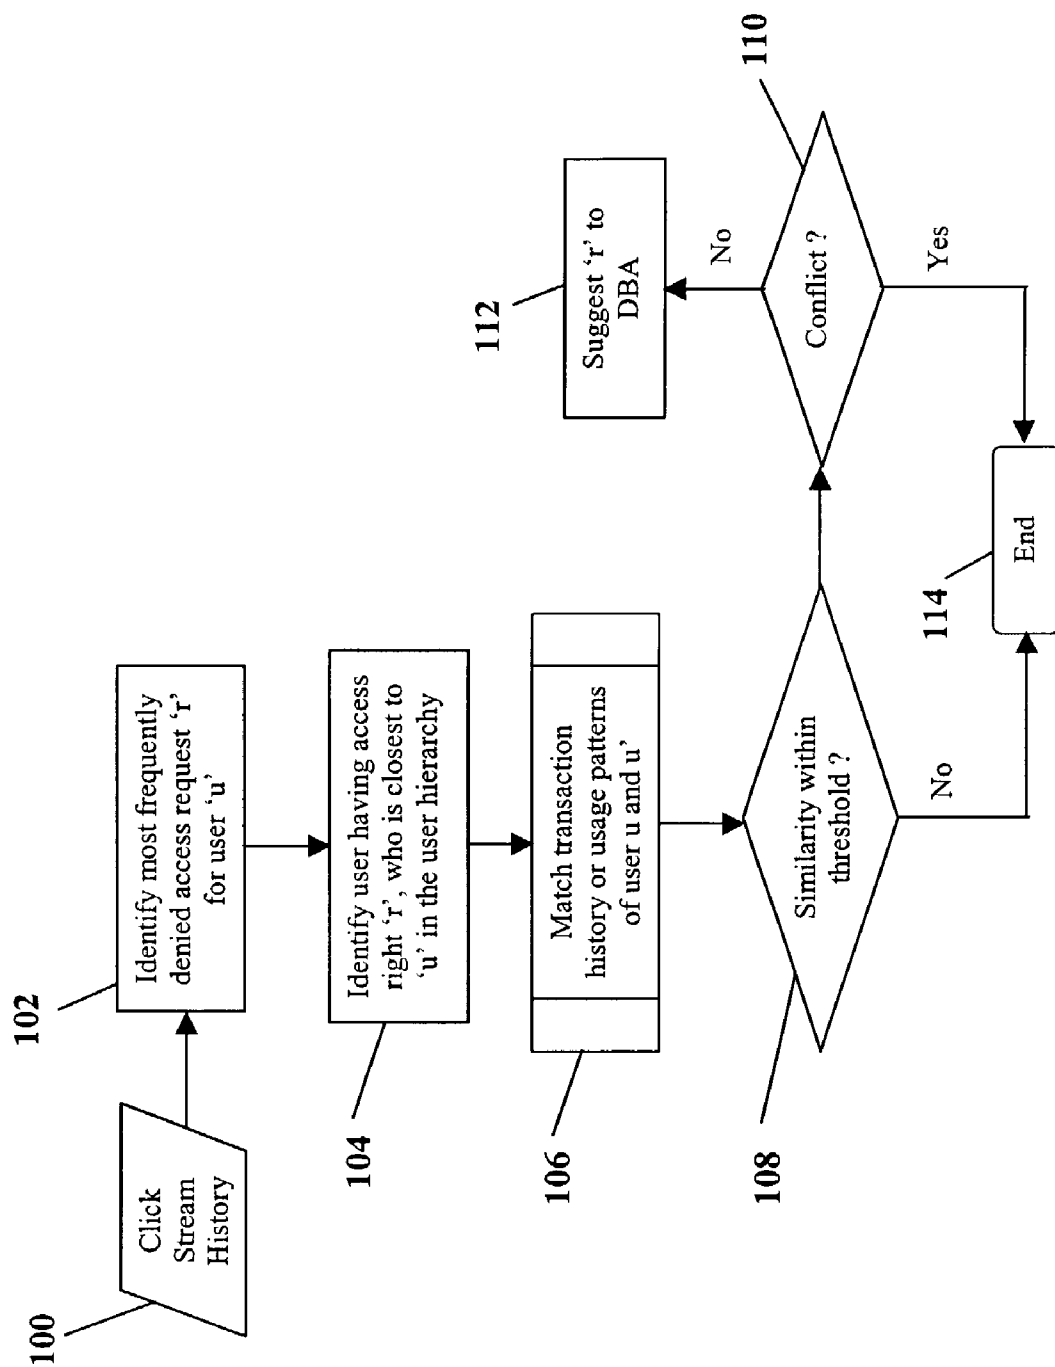 100
Click
Stream
History
102
Identify most frequently
denied access request ‘r’
for user ‘u’
104
Identify user having access
right ‘r’, who is closest to
‘u’ in the user hierarchy
106
Match transaction
history or usage patterns
of user u and u’
108
Similarity within
threshold ?
No
110
Conflict ?
No
Yes
112
Suggest ‘r’ to
DBA
114
End